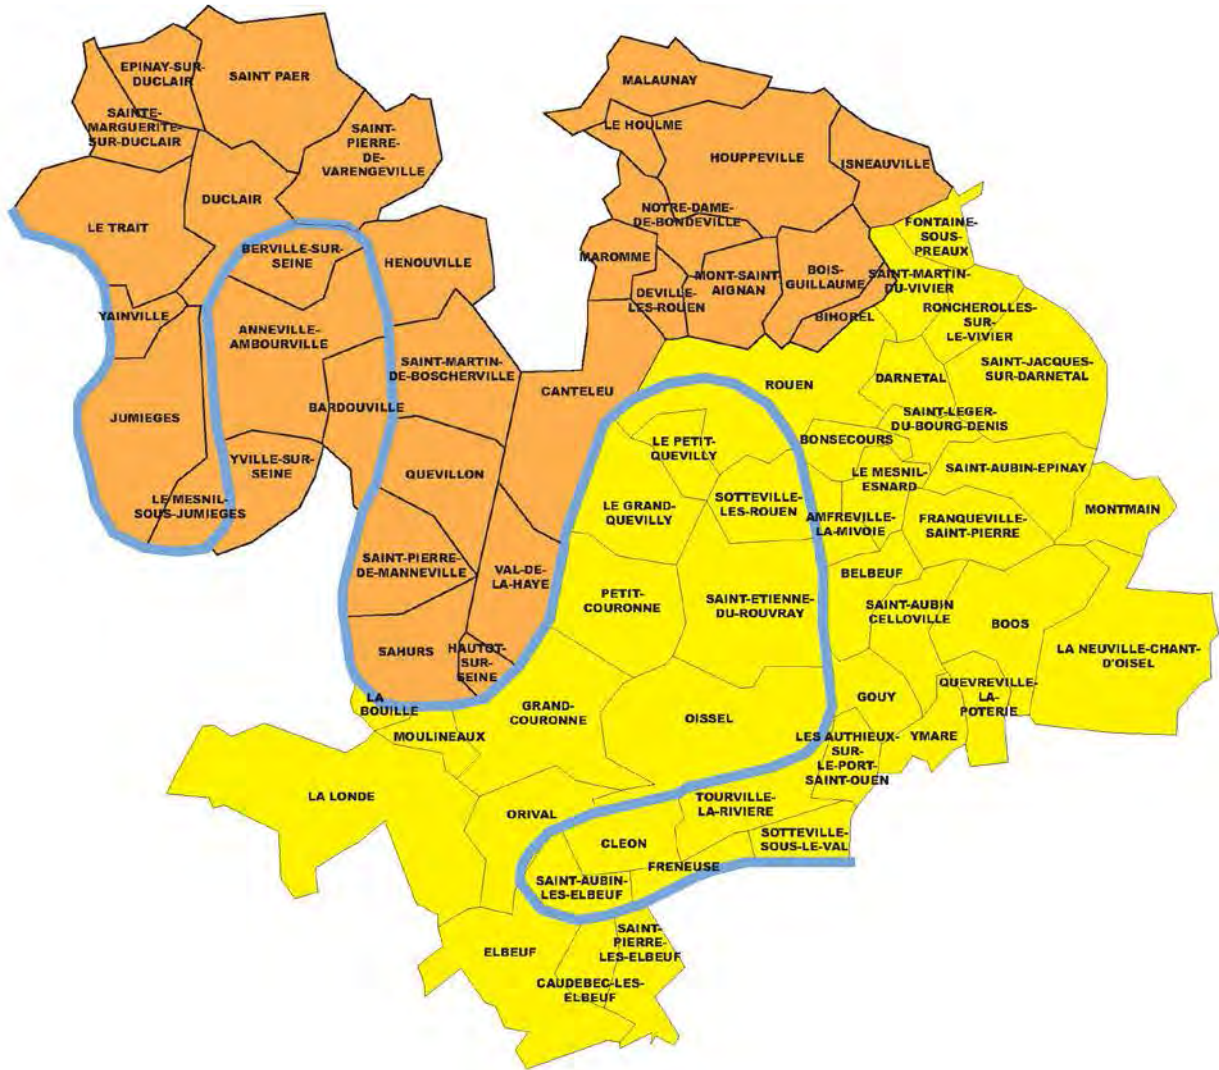 EPINAY-SUR-
DUCLAIR
SAINT PAER
SAINTE-
MARGUERITE-
SUR-DUCLAIR
SAINT-
PIERRE-
DE-
VARENGEVILLE
DUCLAIR
LE TRAIT
BERVILLE-SUR-
SEINE
HENOUVILLE
YAINVILLE
ANNEVILLE-
AMBOURVILLE
SAINT-MARTIN-
DE-BOSCHERVILLE
BARDOUVILLE
JUMIEGES
YVILLE-SUR-
SEINE
QUEVILLON
LE MESNIL-
SOUS-JUMIEGES
SAINT-PIERRE-
DE-MANNEVILLE
VAL-DE-
LA-HAYE
SAHURS
HAUTOT-
SUR-
SEINE
CANTELEU
MALAUNAY
LE HOULME
HOUPPEVILLE
ISNEAUVILLE
NOTRE-DAME-
DE-BONDEVILLE
MAROMME
DEVILLE-
LES-ROUEN
MONT-SAINT-
AIGNAN
BOIS-
GUILLAUME
BIHOREL
FONTAINE-
SOUS-
PREAUX
SAINT-MARTIN-
DU-VIVIER
RONCHEROLLES-
SUR-
LE-VIVIER
SAINT-JACQUES-
SUR-DARNETAL
ROUEN
DARNETAL
SAINT-LEGER-
DU-BOURG-DENIS
BONSECOURS
LE PETIT-
QUEVILLY
LE MESNIL-
ESNARD
SAINT-AUBIN-EPINAY
LE GRAND-
QUEVILLY
SOTTEVILLE-
LES-ROUEN
AMFREVILLE-
LA-MIVOIE
FRANQUEVILLE-
SAINT-PIERRE
MONTMAIN
BELBEUF
PETIT-
COURONNE
SAINT-ETIENNE-
DU-ROUVRAY
SAINT-AUBIN
CELLOVILLE
BOOS
LA NEUVILLE-CHANT-
D'OISEL
QUEVREVILLE-
LA-
POTERIE
GOUY
YMARE
LA
BOUILLE
MOULINEAUX
GRAND-
COURONNE
OISSEL
LES AUTHIEUX-
SUR-
LE-PORT-
SAINT-OUEN
LA LONDE
ORIVAL
TOURVILLE-
LA-RIVIERE
CLEON
SOTTEVILLE-
SOUS-LE-VAL
FRENEUSE
SAINT-AUBIN-
LES-ELBEUF
ELBEUF
SAINT-
PIERRE-
LES-ELBEUF
CAUDEBEC-LES-
ELBEUF